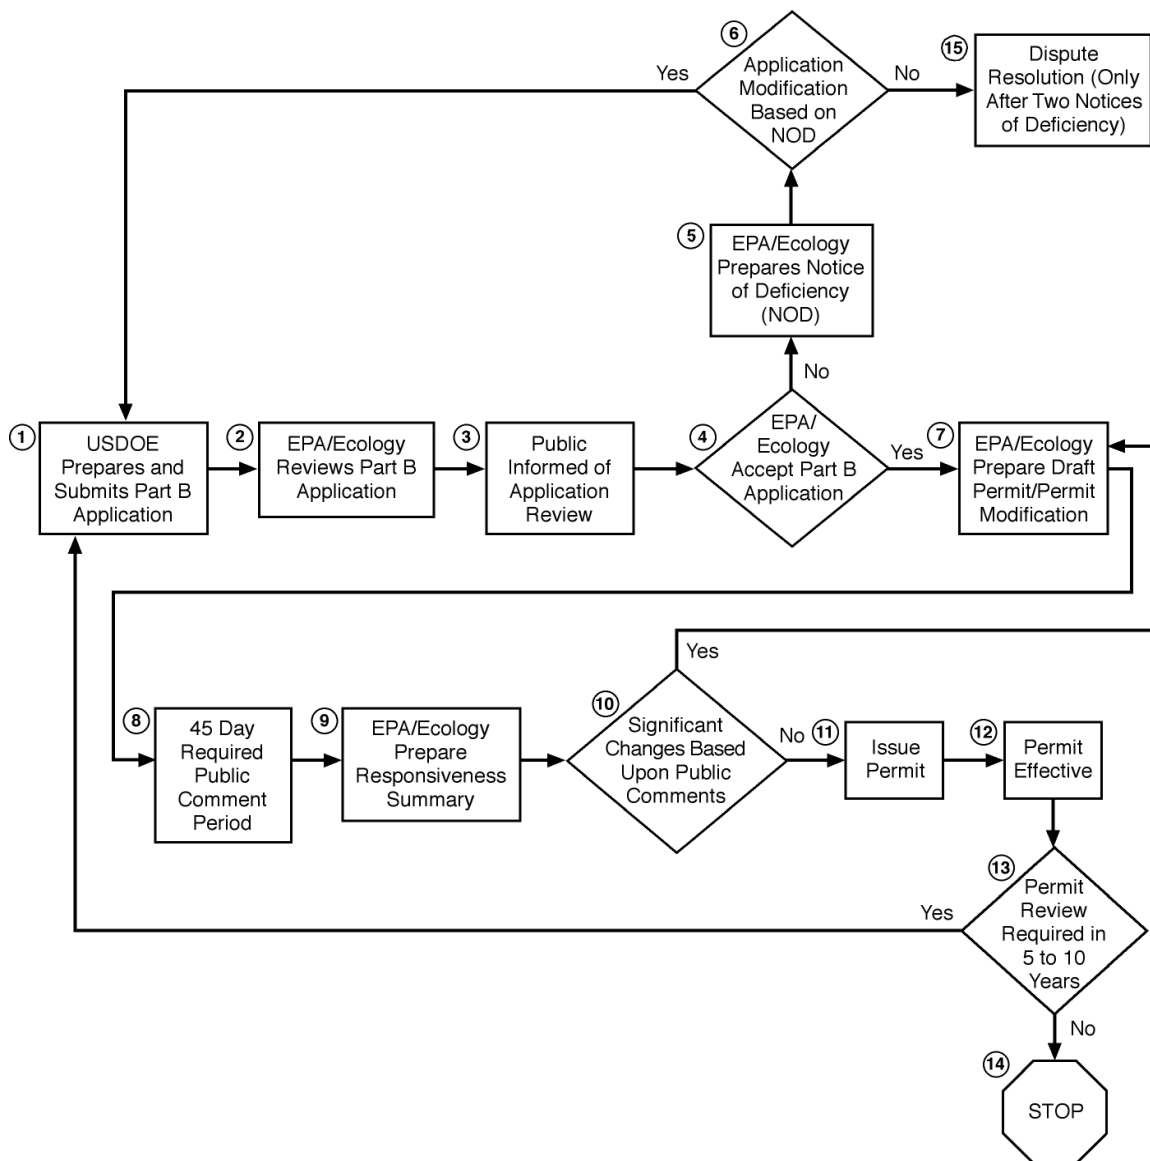 6
Application
Modification
Based on
NOD
Yes
No
15
Dispute
Resolution (Only
After Two Notices
of Deficiency)
5
EPA/Ecology
Prepares Notice
of Deficiency
(NOD)
No
1
USDOE
Prepares and
Submits Part B
Application
2
EPA/Ecology
Reviews Part B
Application
3
Public
Informed of
Application
Review
4
EPA/
Ecology
Accept Part B
Application
Yes
7
EPA/Ecology
Prepare Draft
Permit/Permit
Modification
8
45 Day
Required
Public
Comment
Period
9
EPA/Ecology
Prepare
Responsiveness
Summary
10
Significant
Changes Based
Upon Public
Comments
Yes
No
11
Issue
Permit
12
Permit
Effective
13
Permit
Review
Required in
5 to 10
Years
Yes
No
14
STOP